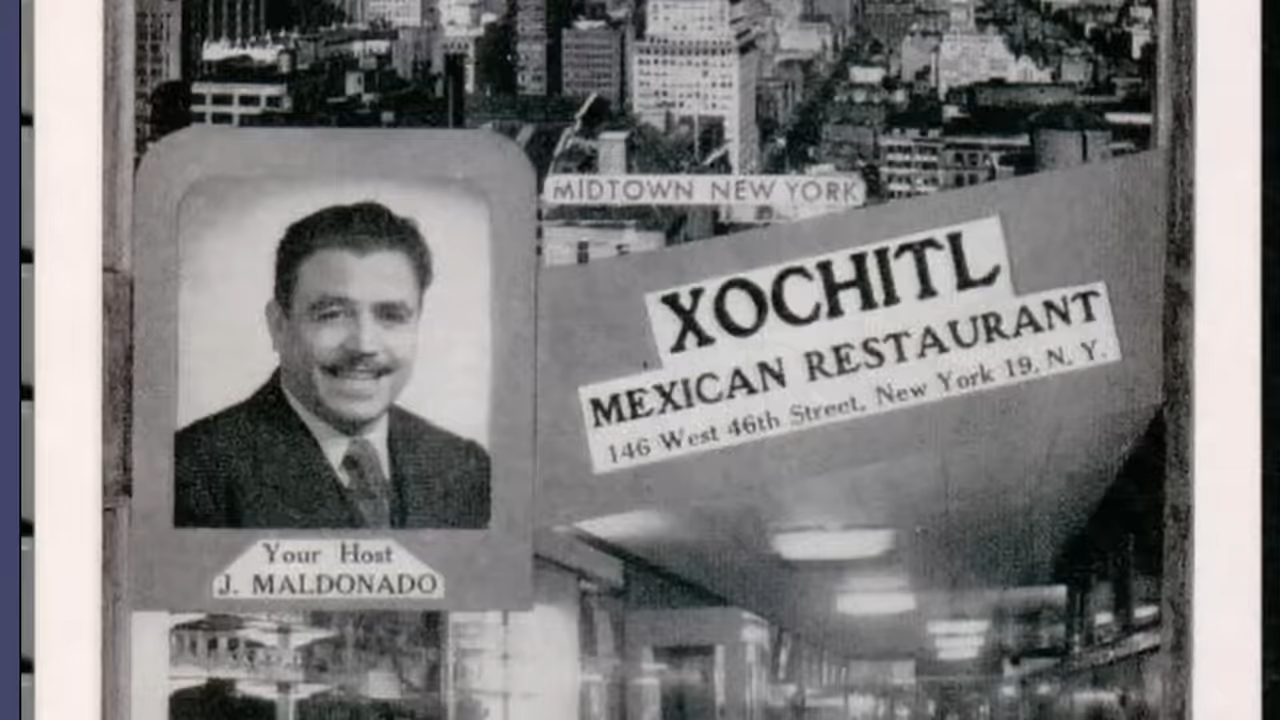 MIDTOWN NEW YORK
XOCHITL
MEXICAN RESTAURANT
146 West 46th Street, New York 19, N. Y.
Your Host
J. MALDONADO